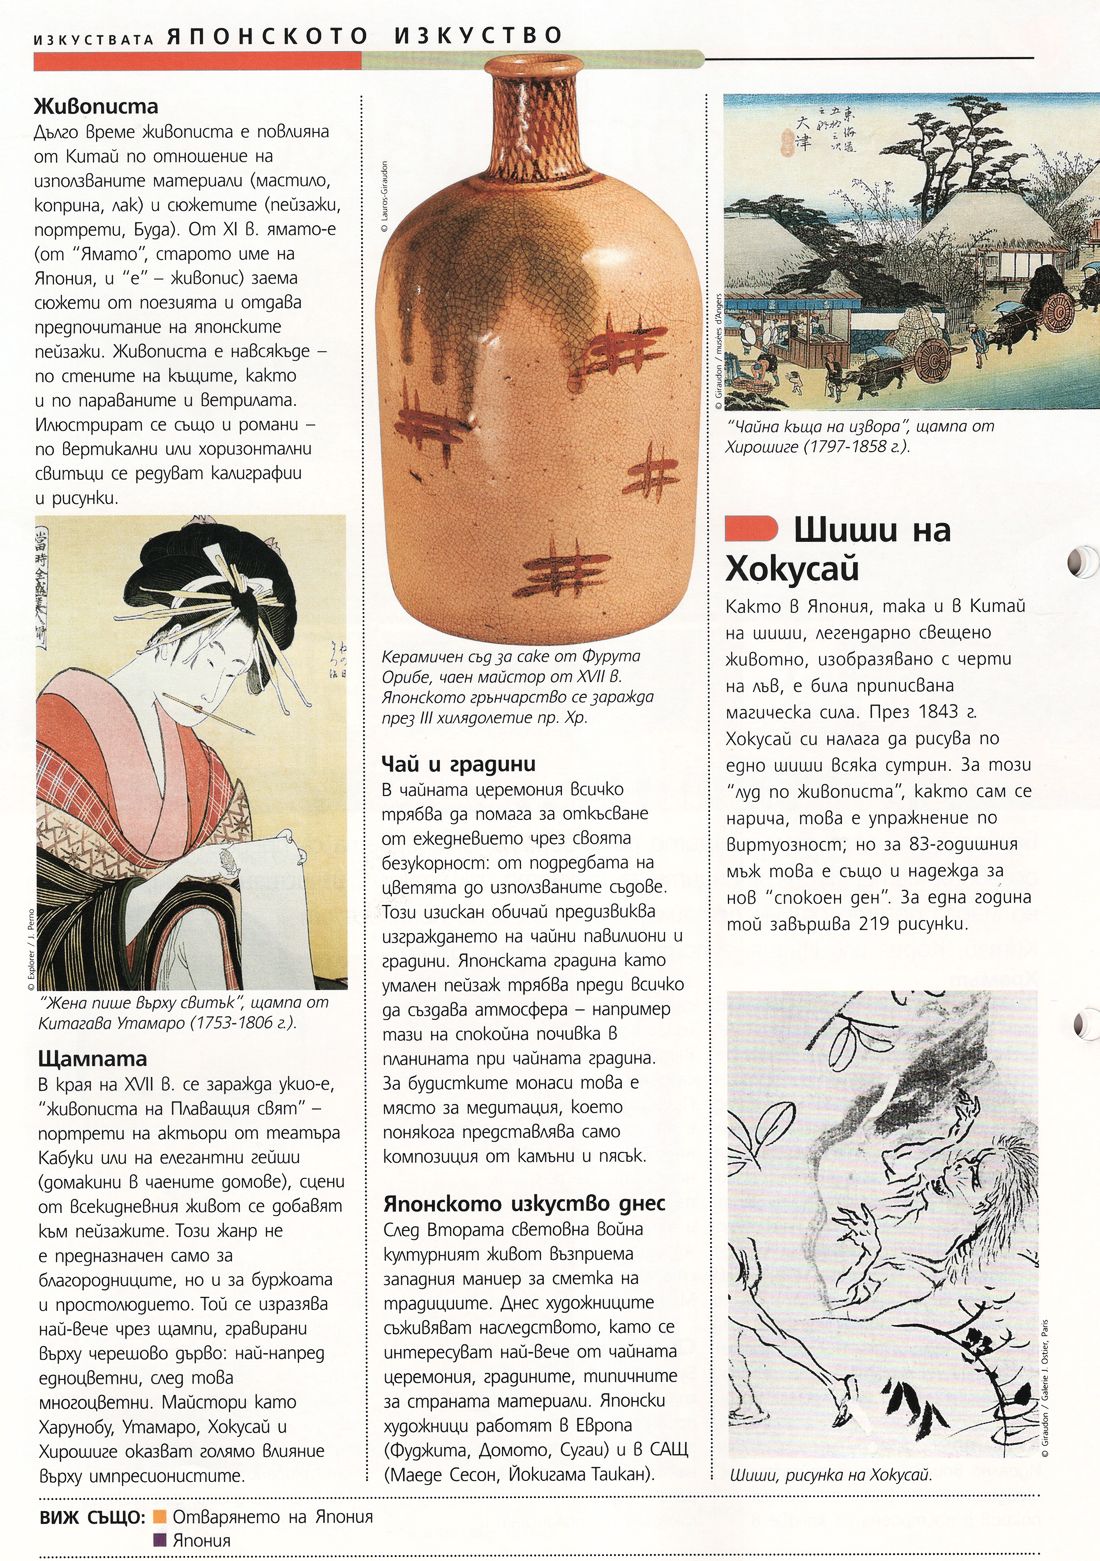 ИЗКУСТВАТА ЯПОНСКОТО ИЗКУСТВО
Живописта
Дълго време живописта е повлияна
от Китай по отношение на
използваните материали (мастило,
коприна, лак) и сюжетите (пейзажи,
портрети, Буда). От XI в. ямато-е
(от “Ямато”, старото име на
Япония, и “е” – живопис) заема
сюжети от поезията и отдава
предпочитание на японските
пейзажи. Живописта е навсякъде –
по стените на къщите, както
и по параваните и ветрилата.
Илюстрират се също и романи –
по вертикални или хоризонтални
свитъци се редуват калиграфии
и рисунки.
© Explorer / J. Perno
“Жена пише върху свитък”, щампа от
Китагава Утамаро (1753-1806 г.).
Щампата
В края на XVII в. се заражда укио-е,
“живописта на Плаващия свят” –
портрети на актьори от театъра
Кабуки или на елегантни гейши
(домакини в чаените домове), сцени
от всекидневния живот се добавят
към пейзажите. Този жанр не
е предназначен само за
благородниците, но и за буржоата
и простолюдието. Той се изразява
най-вече чрез щампи, гравирани
върху черешово дърво: най-напред
едноцветни, след това
многоцветни. Майстори като
Харунобу, Утамаро, Хокусай и
Хирошиге оказват голямо влияние
върху импресионистите.
© Lauros-Giraudon
Керамичен съд за саке от Фурута
Орибе, чаен майстор от XVII в.
Японското грънчарство се заражда
през III хилядолетие пр. Хр.
Чай и градини
В чайната церемония всичко
трябва да помага за откъсване
от ежедневието чрез своята
безукорност: от подредбата на
цветята до използваните съдове.
Този изискан обичай предизвиква
изграждането на чайни павилиони и
градини. Японската градина като
умален пейзаж трябва преди всичко
да създава атмосфера – например
тази на спокойна почивка в
планината при чайната градина.
За будистките монаси това е
място за медитация, което
понякога представлява само
композиция от камъни и пясък.
Японското изкуство днес
След Втората световна война
културният живот възприема
западния маниер за сметка на
традициите. Днес художниците
съживяват наследството, като се
интересуват най-вече от чайната
церемония, градините, типичните
за страната материали. Японски
художници работят в Европа
(Фуджита, Домото, Сугаи) и в САЩ
(Маеде Сесон, Йокигама Таикан).
東海道
五拾三次
大津
© Giraudon / musées d'Angers
“Чайна къща на извора”, щампа от
Хирошиге (1797-1858 г.).
Шиши на
Хокусай
Както в Япония, така и в Китай
на шиши, легендарно свещено
животно, изобразявано с черти
на лъв, е била приписвана
магическа сила. През 1843 г.
Хокусай си налага да рисува по
едно шиши всяка сутрин. За този
“луд по живописта”, както сам се
нарича, това е упражнение по
виртуозност; но за 83-годишния
мъж това е също и надежда за
нов “спокоен ден”. За една година
той завършва 219 рисунки.
© Giraudon / Galerie J. Ostier, Paris
Шиши, рисунка на Хокусай.
ВИЖ СЪЩО: Отварянето на Япония
Япония